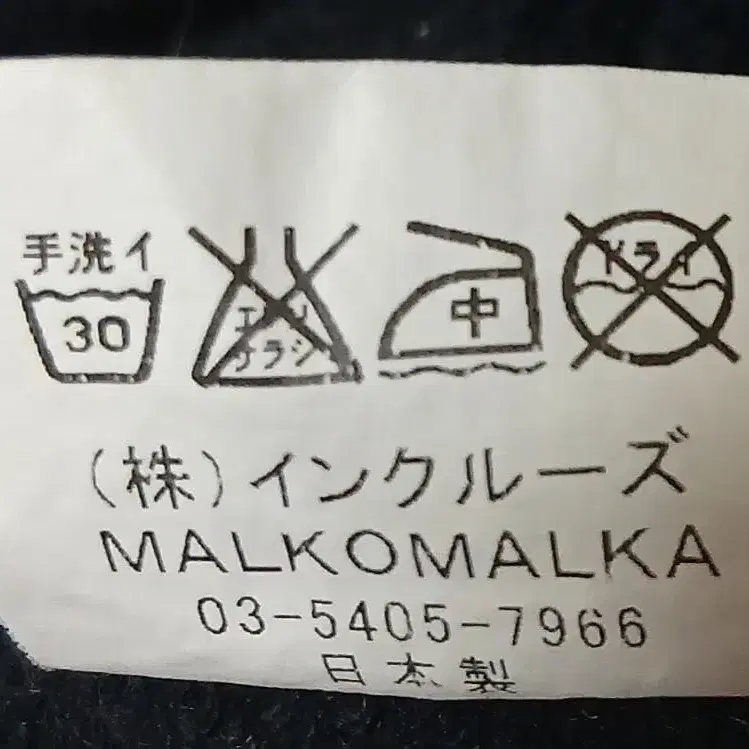 手洗イ
30
エンソ
サラシ
中
ドライ
(株)インクルーズ
MALKOMALKA
03-5405-7966
日本製